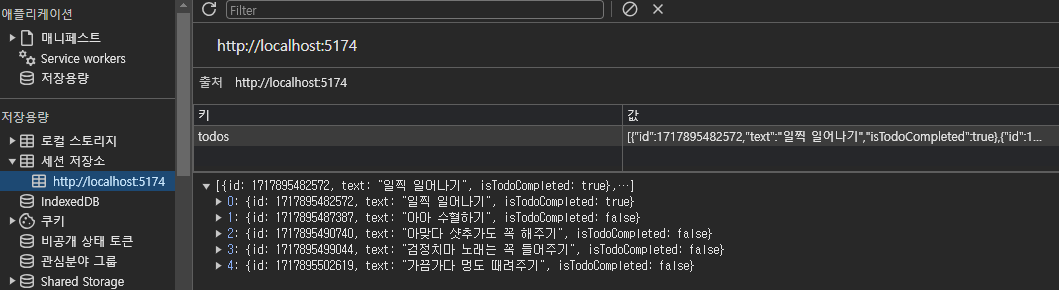 애플리케이션
매니페스트
Service workers
저장용량
저장용량
로컬 스토리지
세션 저장소
http://localhost:5174
IndexedDB
쿠키
비공개 상태 토큰
관심분야 그룹
Shared Storage
Filter
http://localhost:5174
출처 http://localhost:5174
키 값
todos [{"id":1717895482572,"text":"일찍 일어나기","isTodoCompleted":true},{"id":1...
[{id: 1717895482572, text: "일찍 일어나기", isTodoCompleted: true},…]
0: {id: 1717895482572, text: "일찍 일어나기", isTodoCompleted: true}
1: {id: 1717895487387, text: "아아 수혈하기", isTodoCompleted: false}
2: {id: 1717895490740, text: "아맞다 샷추가도 꼭 해주기", isTodoCompleted: false}
3: {id: 1717895499044, text: "검정치마 노래는 꼭 들어주기", isTodoCompleted: false}
4: {id: 1717895502619, text: "가끔가다 멍도 때려주기", isTodoCompleted: false}